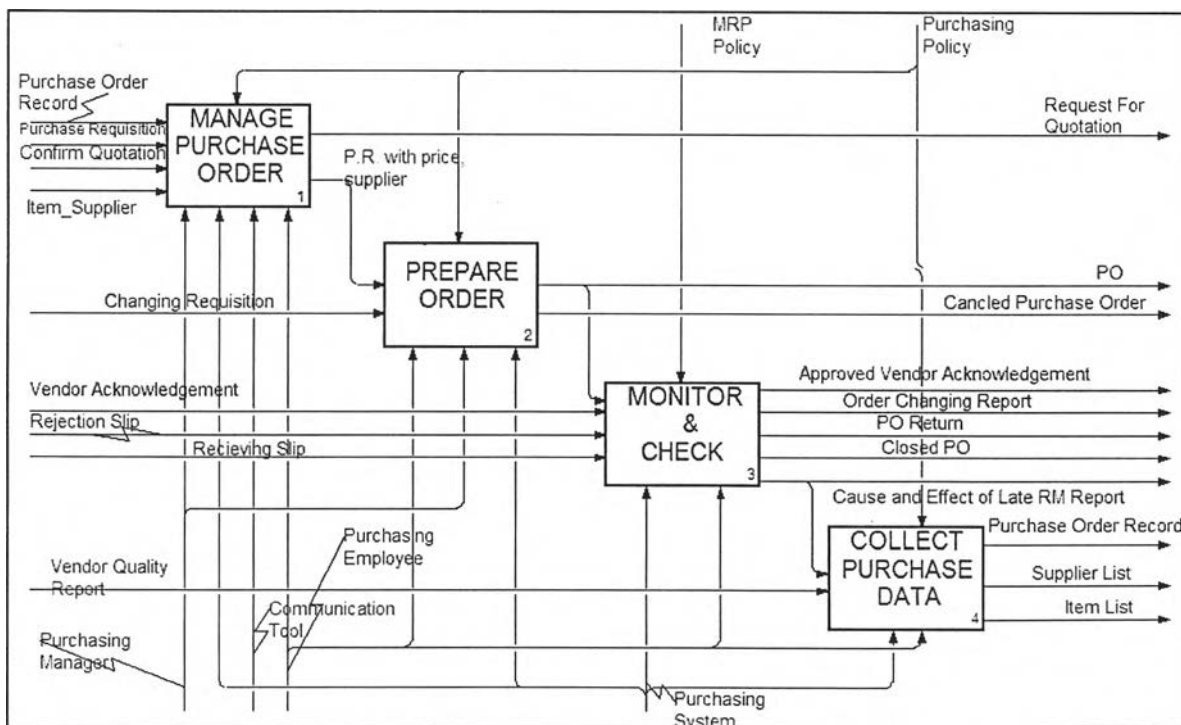 MRP
Policy
Purchasing
Policy
Purchase Order
Record
Purchase Requisition
Confirm Quotation
Item_Supplier
MANAGE
PURCHASE
ORDER
1
Request For
Quotation
P.R. with price,
supplier
PREPARE
ORDER
2
Changing Requisition
PO
Cancled Purchase Order
Vendor Acknowledgement
Rejection Slip
Recieving Slip
MONITOR
&
CHECK
3
Approved Vendor Acknowledgement
Order Changing Report
PO Return
Closed PO
Cause and Effect of Late RM Report
Purchasing
Employee
Vendor Quality
Report
COLLECT
PURCHASE
DATA
4
Purchase Order Record
Supplier List
Item List
Communication
Tool
Purchasing
Manager
Purchasing
System